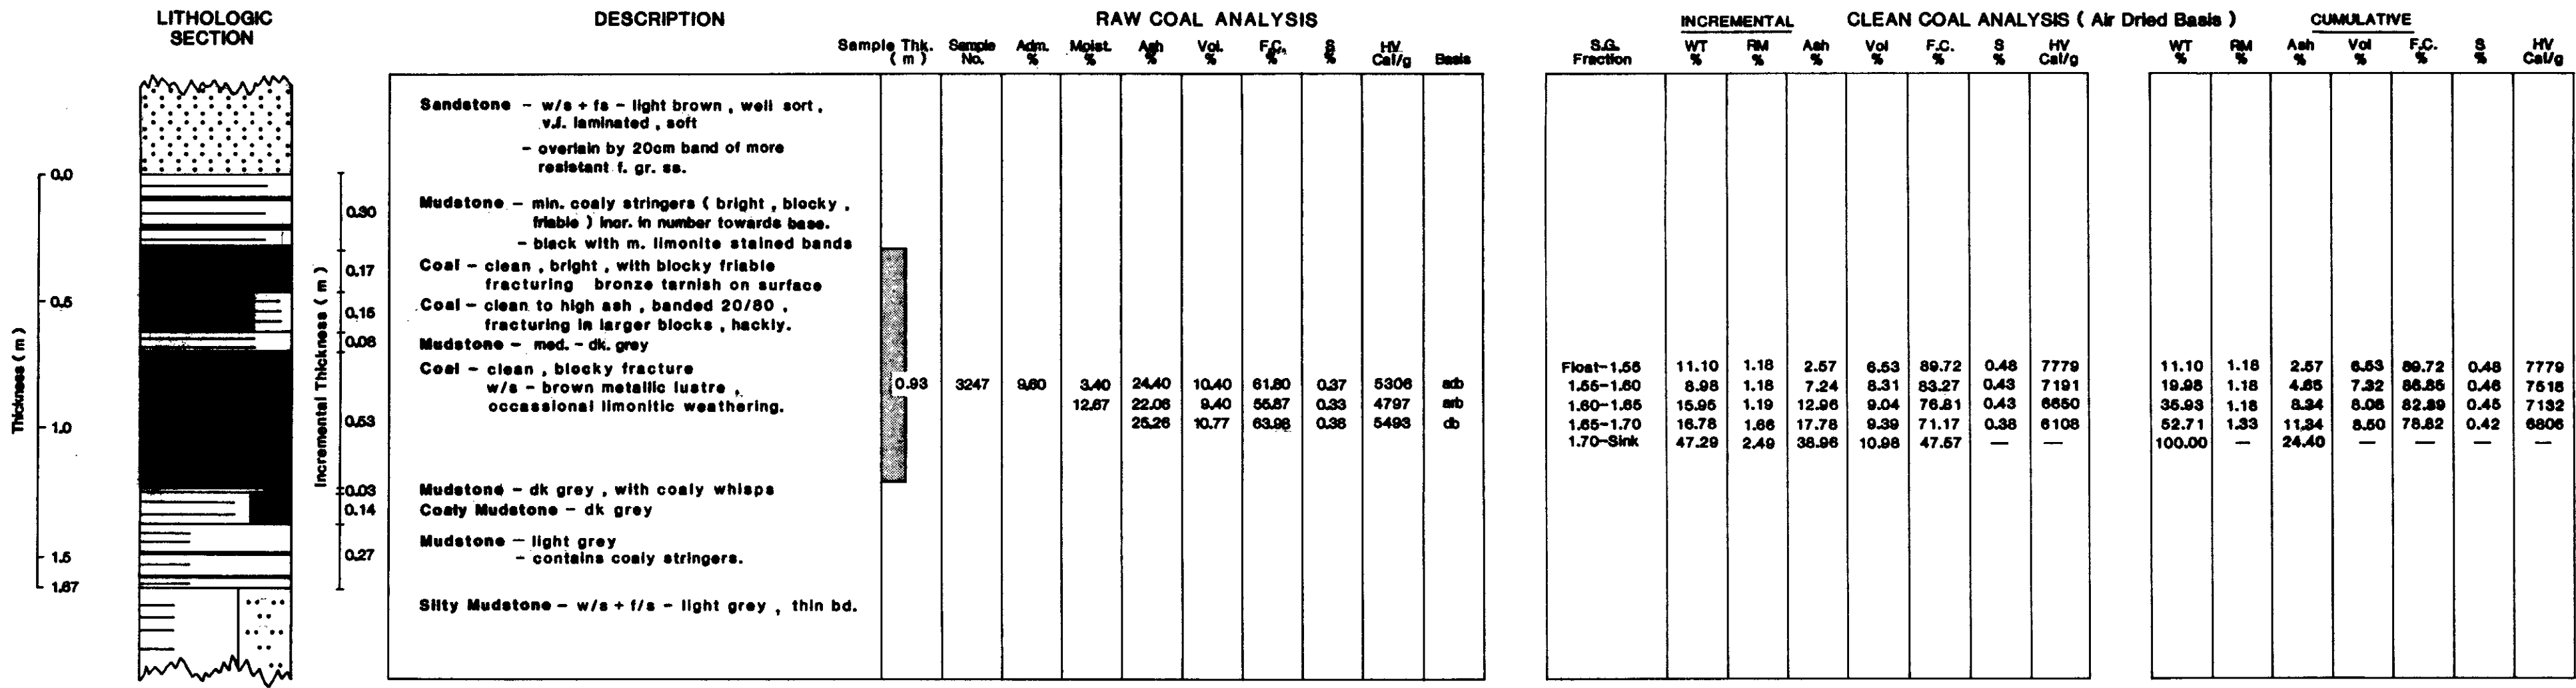 LITHOLOGIC
SECTION
DESCRIPTION
RAW COAL ANALYSIS
INCREMENTAL
CLEAN COAL ANALYSIS ( Air Dried Basis )
CUMULATIVE
Sample Thk. ( m ) Sample No. Adm. % Moist. % Ash % Vol. % F.C. % S % HV Cal/g Basis
S.G. Fraction WT % RM % Ash % Vol % F.C. % S % HV Cal/g
WT % RM % Ash % Vol % F.C. % S % HV Cal/g
Thickness ( m )
0.0
0.5
1.0
1.5
1.67
Incremental Thickness ( m )
0.30
0.17
0.15
0.08
0.53
0.03
0.14
0.27
Sandstone – w/s + fs – light brown , well sort ,
v.f. laminated , soft
– overlain by 20cm band of more
resistant f. gr. ss.
Mudstone – min. coaly stringers ( bright , blocky ,
friable ) incr. in number towards base.
– black with m. limonite stained bands
Coal – clean , bright , with blocky friable
fracturing bronze tarnish on surface
Coal – clean to high ash , banded 20/80 ,
fracturing in larger blocks , hackly.
Mudstone – med. – dk. grey
Coal – clean , blocky fracture
w/s – brown metallic lustre ,
occassional limonitic weathering.
Mudstone – dk grey , with coaly whisps
Coaly Mudstone – dk grey
Mudstone – light grey
– contains coaly stringers.
Silty Mudstone – w/s + f/s – light grey , thin bd.
0.93 3247 9.60 3.40 24.40 10.40 61.80 0.37 5306 adb
12.67 22.06 9.40 55.87 0.33 4797 arb
25.26 10.77 63.98 0.38 5493 db
Float–1.55 11.10 1.18 2.57 6.53 89.72 0.48 7779
1.55–1.60 8.98 1.18 7.24 8.31 83.27 0.43 7191
1.60–1.65 15.95 1.19 12.96 9.04 76.81 0.43 6650
1.65–1.70 16.78 1.66 17.78 9.39 71.17 0.38 6108
1.70–Sink 47.29 2.49 38.96 10.98 47.57 — —
11.10 1.18 2.57 6.53 89.72 0.48 7779
19.98 1.18 4.65 7.32 86.85 0.46 7516
35.93 1.18 8.34 8.08 82.39 0.45 7132
52.71 1.33 11.34 8.50 78.82 0.42 6806
100.00 — 24.40 — — — —